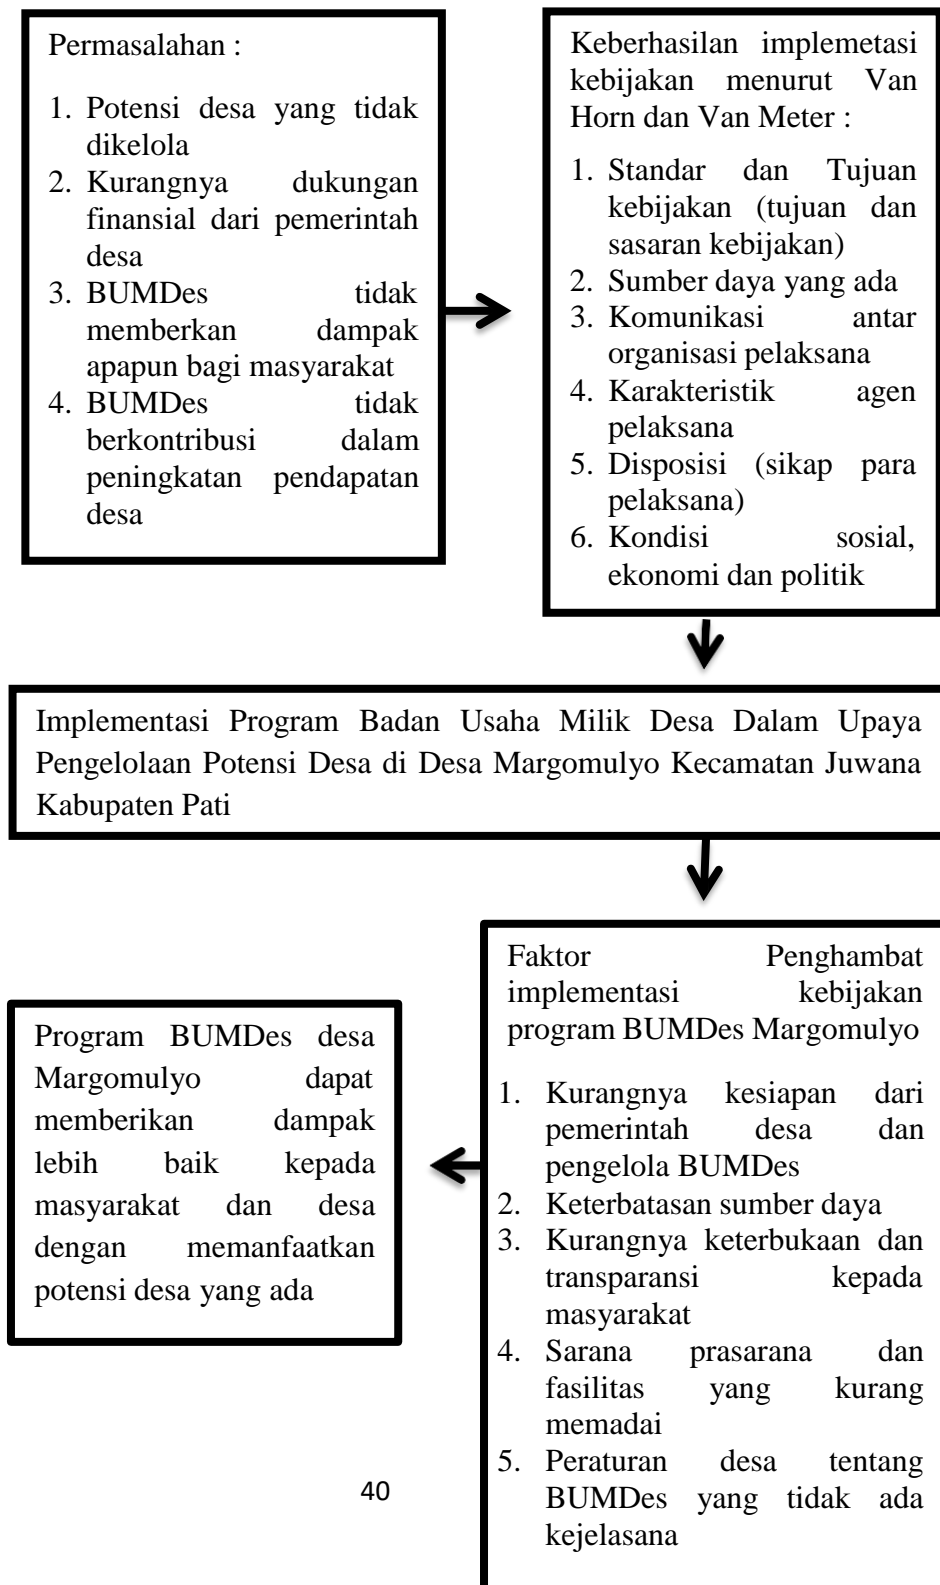 Permasalahan :
1. Potensi desa yang tidak
dikelola
2. Kurangnya dukungan
finansial dari pemerintah
desa
3. BUMDes tidak
memberkan dampak
apapun bagi masyarakat
4. BUMDes tidak
berkontribusi dalam
peningkatan pendapatan
desa
Keberhasilan implemetasi
kebijakan menurut Van
Horn dan Van Meter :
1. Standar dan Tujuan
kebijakan (tujuan dan
sasaran kebijakan)
2. Sumber daya yang ada
3. Komunikasi antar
organisasi pelaksana
4. Karakteristik agen
pelaksana
5. Disposisi (sikap para
pelaksana)
6. Kondisi sosial,
ekonomi dan politik
Implementasi Program Badan Usaha Milik Desa Dalam Upaya
Pengelolaan Potensi Desa di Desa Margomulyo Kecamatan Juwana
Kabupaten Pati
Faktor Penghambat
implementasi kebijakan
program BUMDes Margomulyo
1. Kurangnya kesiapan dari
pemerintah desa dan
pengelola BUMDes
2. Keterbatasan sumber daya
3. Kurangnya keterbukaan dan
transparansi kepada
masyarakat
4. Sarana prasarana dan
fasilitas yang kurang
memadai
5. Peraturan desa tentang
BUMDes yang tidak ada
kejelasana
Program BUMDes desa
Margomulyo dapat
memberikan dampak
lebih baik kepada
masyarakat dan desa
dengan memanfaatkan
potensi desa yang ada
40